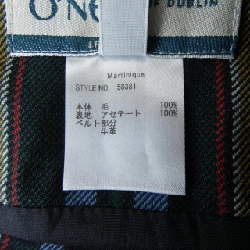 O'NE
OF DUBLIN
Martinique
STYLE NO. 58381
本体 毛 100%
表地 アセテート 100%
ベルト部分
牛革